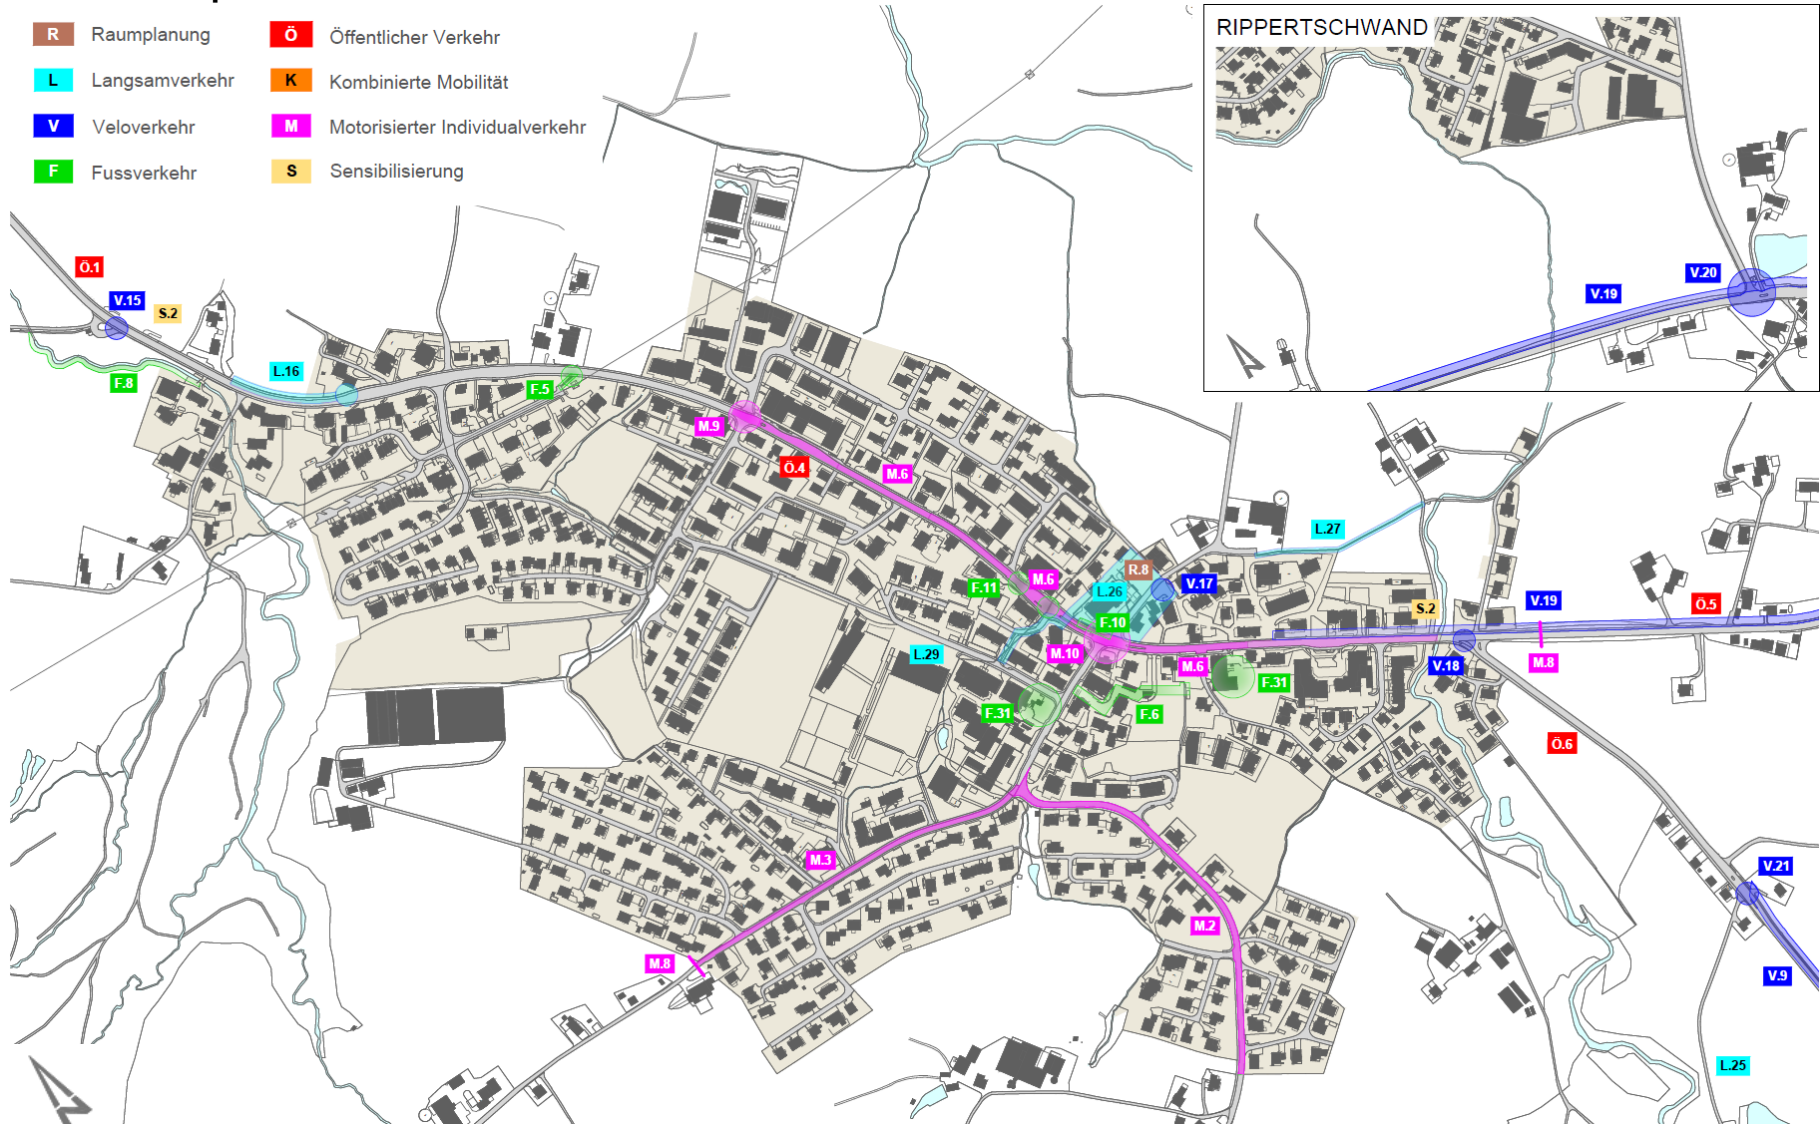 R Raumplanung
Ö Öffentlicher Verkehr
L Langsamverkehr
K Kombinierte Mobilität
V Veloverkehr
M Motorisierter Individualverkehr
F Fussverkehr
S Sensibilisierung
RIPPERTSCHWAND
V.20
V.19
Ö.1
V.15
S.2
L.16
F.8
F.5
M.9
Ö.4
M.6
L.27
R.8
M.6
F.11
L.26
V.17
F.10
S.2
V.19
Ö.5
M.10
L.29
M.6
V.18
M.8
F.31
F.31
F.6
Ö.6
M.3
V.21
M.2
M.8
V.9
L.25